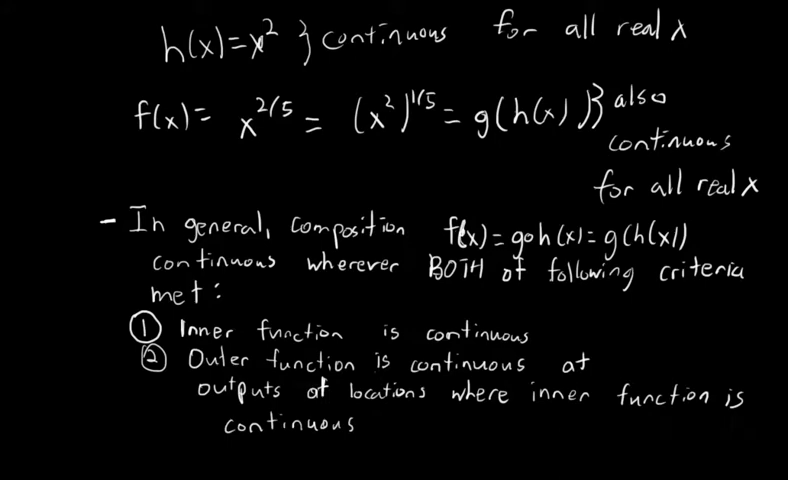 h(x)=x² } continuous for all real x
f(x)= x^{2/5} = (x²)^{1/5} = g(h(x)) } also
continuous
for all real x
- In general, composition f(x)=g∘h(x)=g(h(x))
continuous wherever BOTH of following criteria
met:
① Inner function is continuous
② Outer function is continuous at
outputs of locations where inner function is
continuous